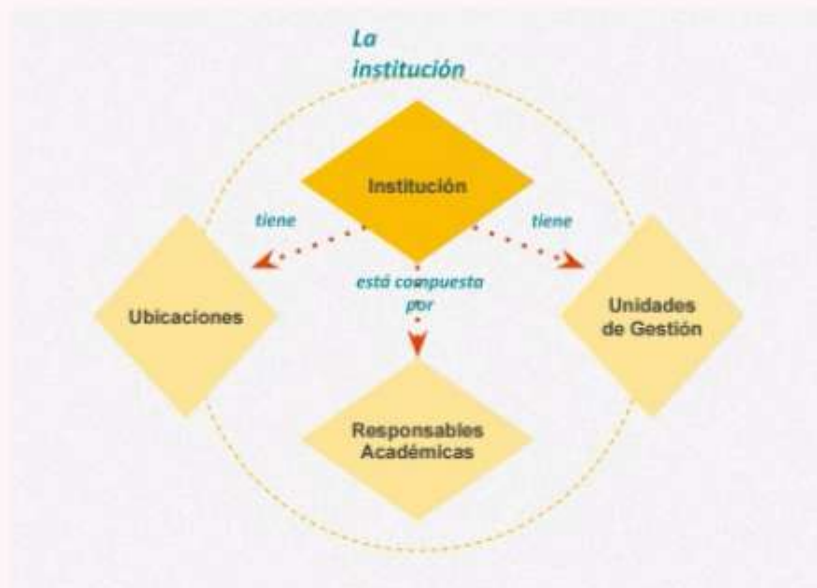 La
institución
Institución
tiene
tiene
está compuesta
por
Ubicaciones
Unidades
de Gestión
Responsables
Académicas